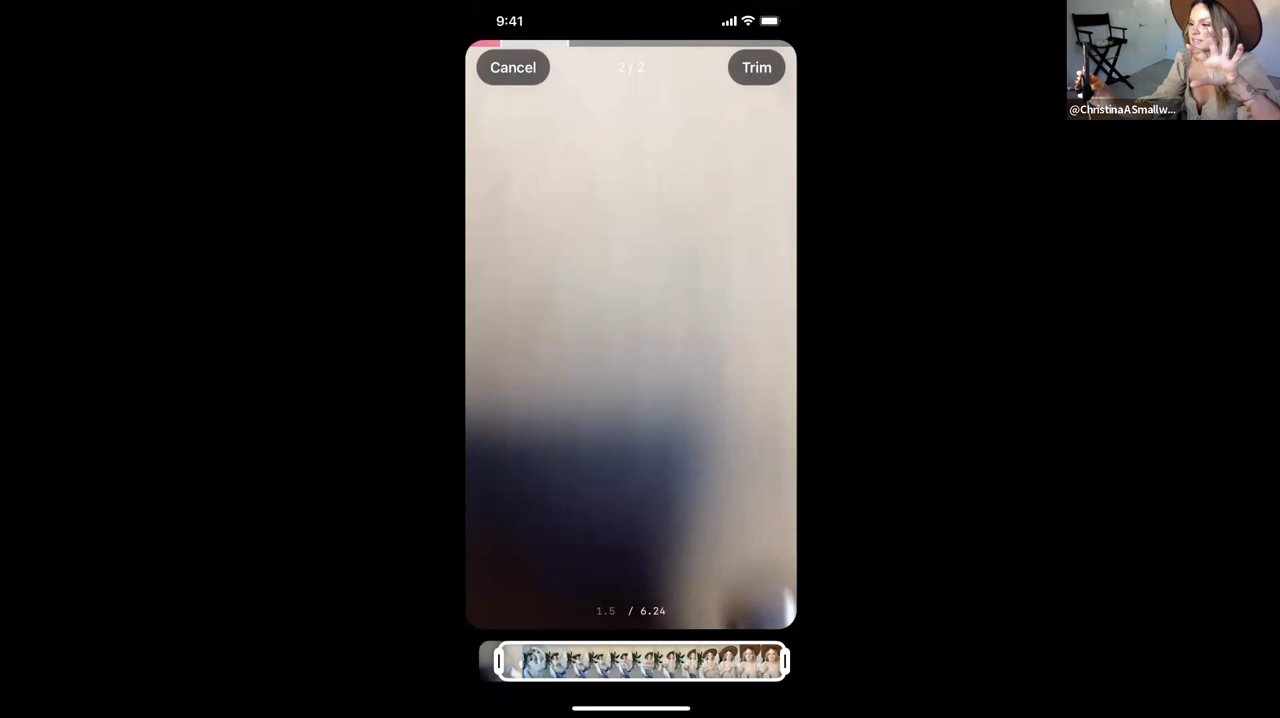 9:41
Cancel
2 / 2
Trim
@ChristinaASmallw...
1.5 / 6.24